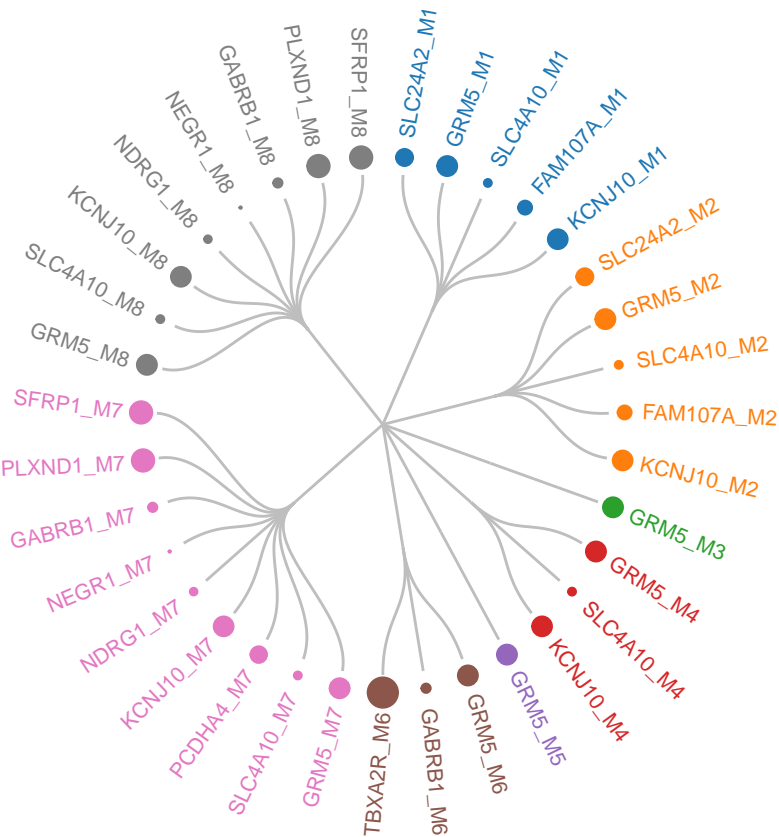 SLC24A2_M1
GRM5_M1
SLC4A10_M1
FAM107A_M1
KCNJ10_M1
SLC24A2_M2
GRM5_M2
SLC4A10_M2
FAM107A_M2
KCNJ10_M2
GRM5_M3
GRM5_M4
SLC4A10_M4
KCNJ10_M4
GRM5_M5
GRM5_M6
GABRB1_M6
TBXA2R_M6
GRM5_M7
SLC4A10_M7
PCDHA4_M7
KCNJ10_M7
NDRG1_M7
NEGR1_M7
GABRB1_M7
PLXND1_M7
SFRP1_M7
GRM5_M8
SLC4A10_M8
KCNJ10_M8
NDRG1_M8
NEGR1_M8
GABRB1_M8
PLXND1_M8
SFRP1_M8